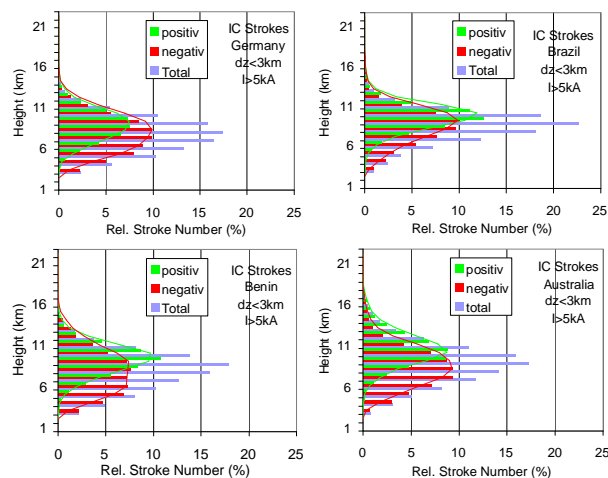 positiv
negativ
Total
IC Strokes
Germany
dz<3km
I>5kA
Height (km)
21
16
11
6
1
0
5
10
15
20
25
Rel. Stroke Number (%)
positiv
negativ
Total
IC Strokes
Brazil
dz<3km
I>5kA
Height (km)
21
16
11
6
1
0
5
10
15
20
25
Rel. Stroke Number (%)
positiv
negativ
Total
IC Strokes
Benin
dz<3km
I>5kA
Height (km)
21
16
11
6
1
0
5
10
15
20
25
Rel. Stroke Number (%)
positiv
negativ
total
IC Strokes
Australia
dz<3km
I>5kA
Height (km)
21
16
11
6
1
0
5
10
15
20
25
Rel. Stroke Number (%)